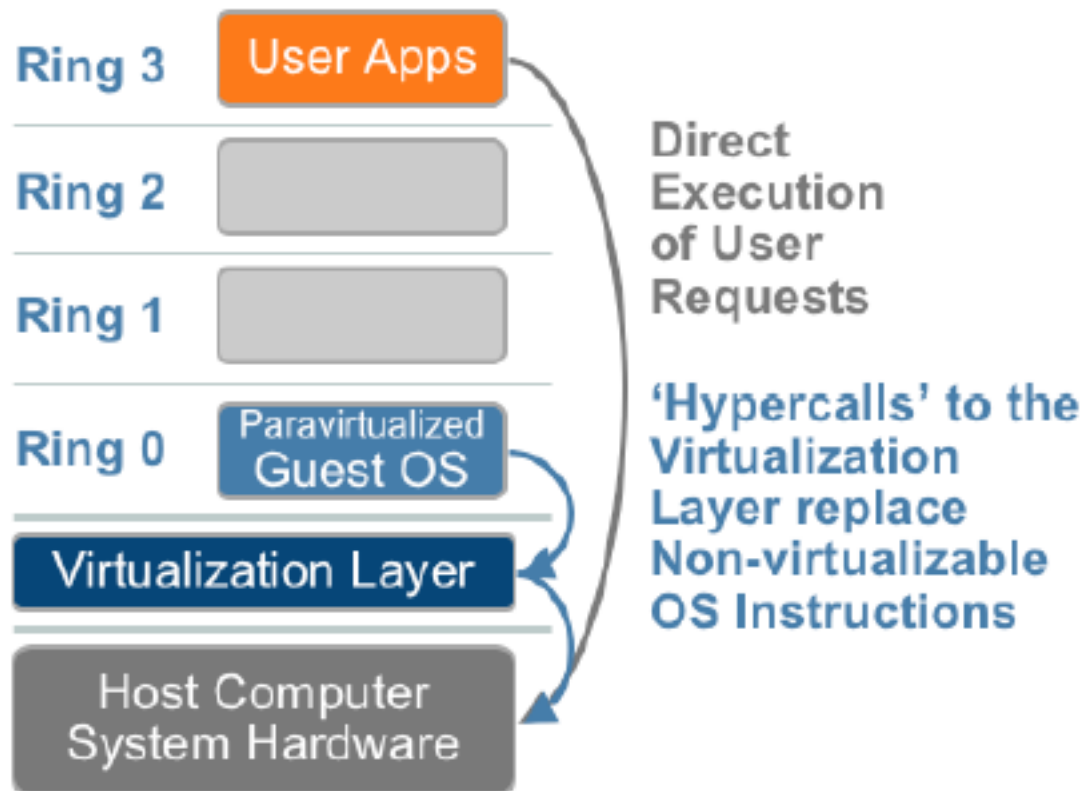 Ring 3
User Apps
Ring 2
Ring 1
Ring 0
Paravirtualized
Guest OS
Virtualization Layer
Host Computer
System Hardware
Direct
Execution
of User
Requests
‘Hypercalls’ to the
Virtualization
Layer replace
Non-virtualizable
OS Instructions